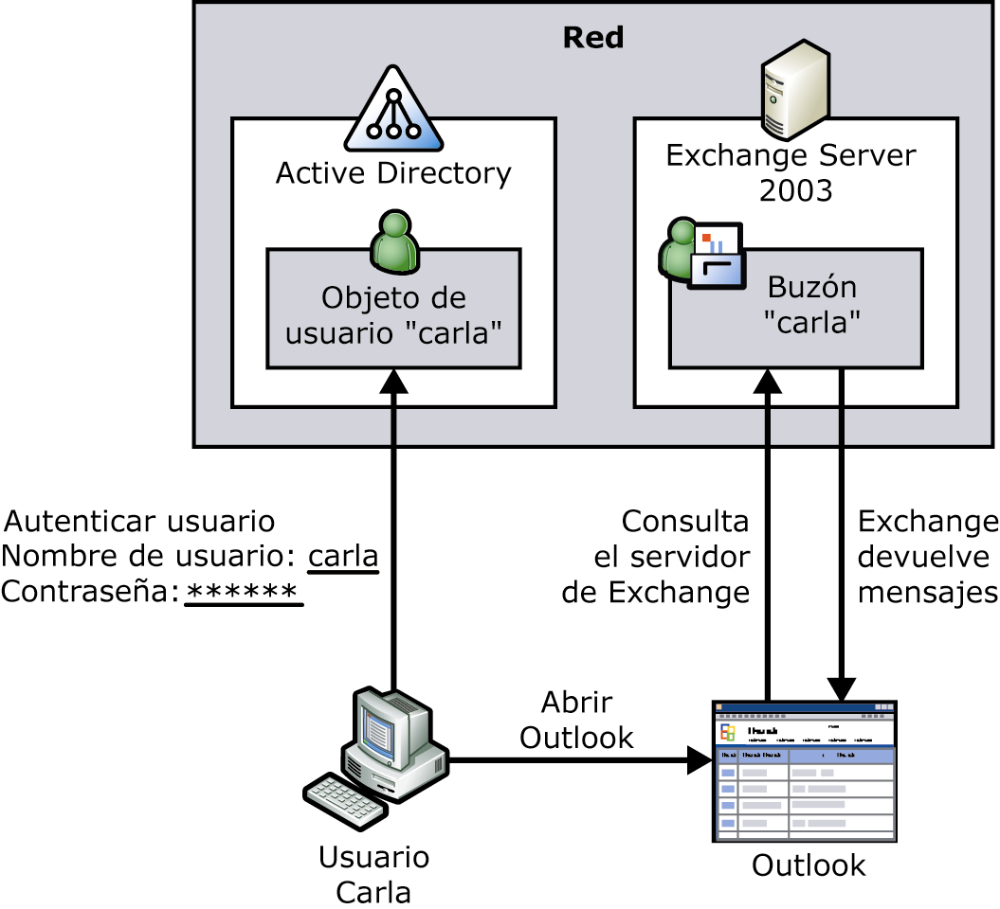 Red
Active Directory
Exchange Server
2003
Objeto de
usuario "carla"
Buzón
"carla"
Autenticar usuario
Nombre de usuario: carla
Contraseña: ******
Consulta
el servidor
de Exchange
Exchange
devuelve
mensajes
Abrir
Outlook
Usuario
Carla
Outlook